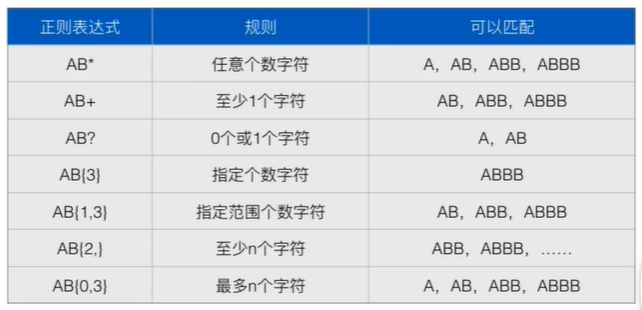 正则表达式 规则 可以匹配
AB* 任意个数字符 A，AB，ABB，ABBB
AB+ 至少1个字符 AB，ABB，ABBB
AB? 0个或1个字符 A，AB
AB{3} 指定个数字符 ABBB
AB{1,3} 指定范围个数字符 AB，ABB，ABBB
AB{2,} 至少n个字符 ABB，ABBB，……
AB{0,3} 最多n个字符 A，AB，ABB，ABBB